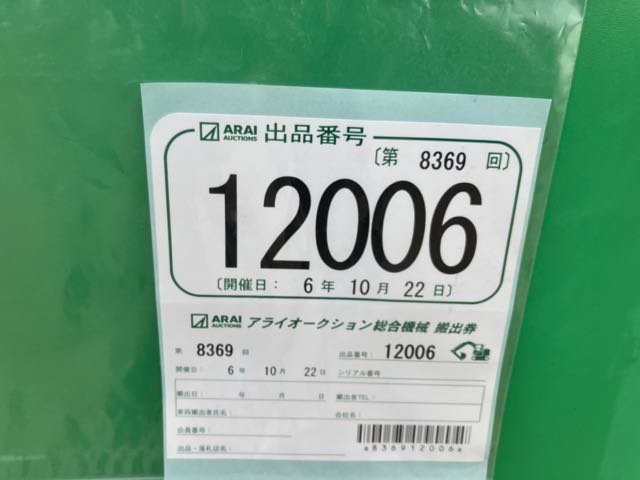 ARAI AUCTIONS 出品番号
〔第 8369 回〕
12006
〔開催日： 6 年 10 月 22 日〕
ARAI AUCTIONS アライオークション総合機械 搬出券
第 8369 回 出品番号： 12006
開催日： 6 年 10 月 22 日 シリアル番号
搬出日： 年 月 日 搬出者TEL：
車両搬出者氏名： 会社名：
会員番号：
出品・落札店名：
a836912006a